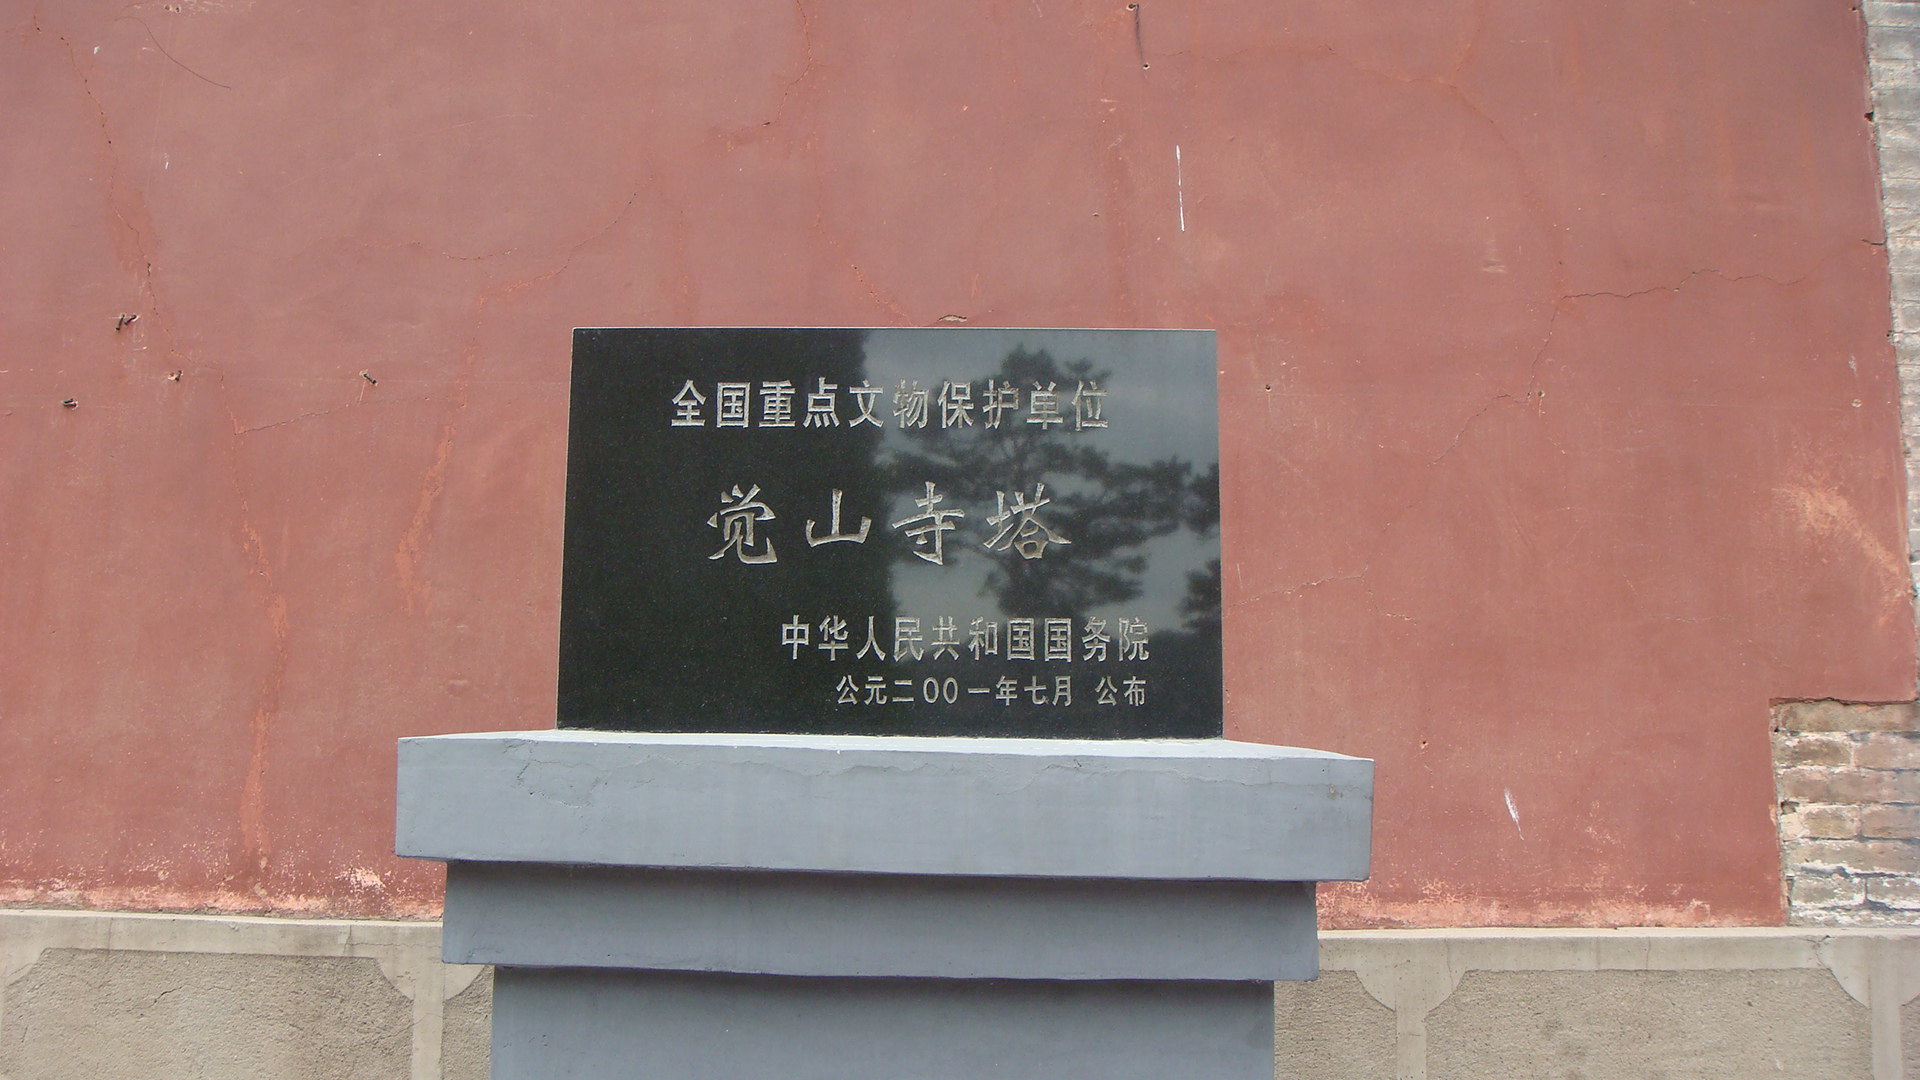 全国重点文物保护单位
觉山寺塔
中华人民共和国国务院
公元二00一年七月 公布